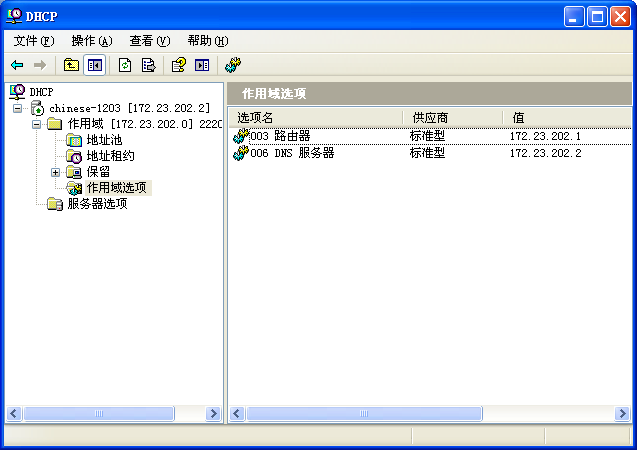 DHCP
文件(F) 操作(A) 查看(V) 帮助(H)
DHCP
chinese-1203 [172.23.202.2]
作用域 [172.23.202.0] 222
地址池
地址租约
保留
作用域选项
服务器选项
作用域选项
选项名 供应商 值
003 路由器 标准型 172.23.202.1
006 DNS 服务器 标准型 172.23.202.2